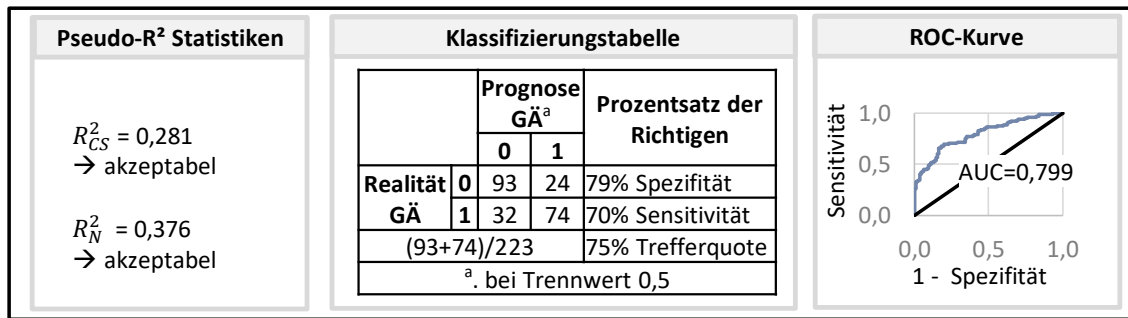 Pseudo-R² Statistiken
R²CS = 0,281
→ akzeptabel
R²N = 0,376
→ akzeptabel
Klassifizierungstabelle
Prognose GÄᵃ
Prozentsatz der Richtigen
0 1
Realität GÄ
0 93 24 79% Spezifität
1 32 74 70% Sensitivität
(93+74)/223 75% Trefferquote
ᵃ. bei Trennwert 0,5
ROC-Kurve
Sensitivität
1,0
0,5
0,0
AUC=0,799
0,0 0,5 1,0
1 - Spezifität